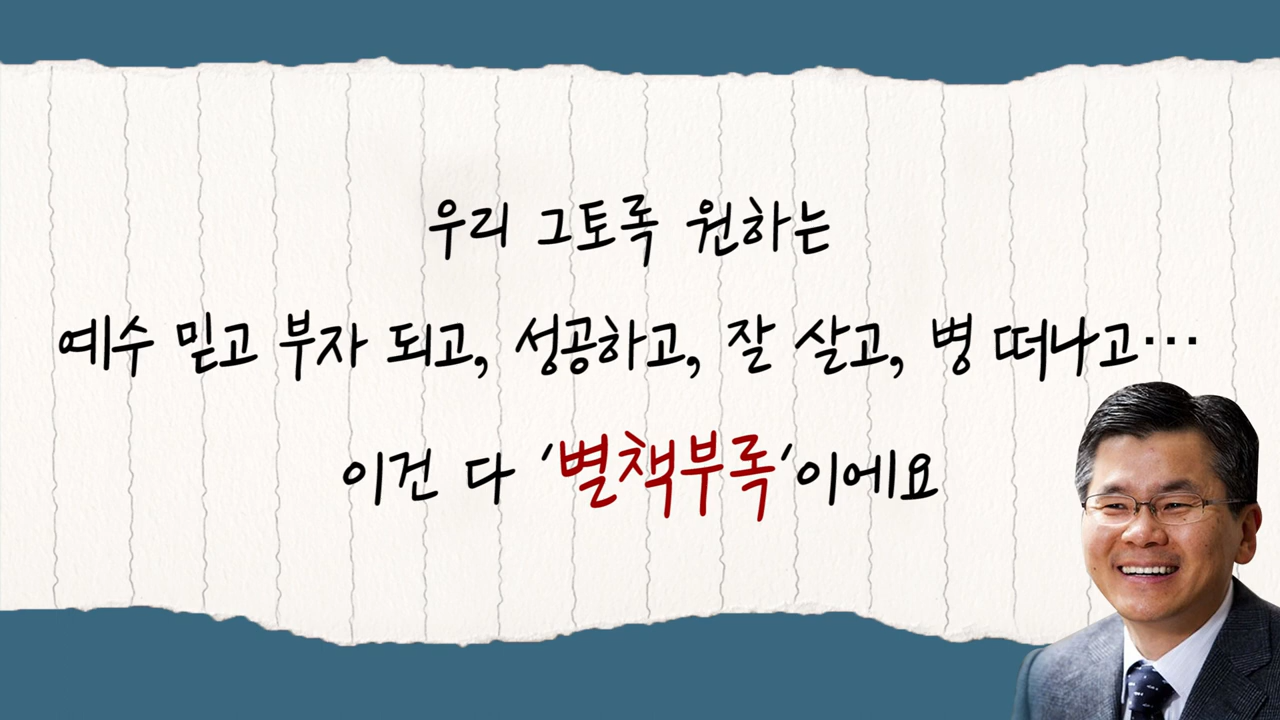 우리 그토록 원하는
예수 믿고 부자 되고, 성공하고, 잘 살고, 병 떠나고…
이건 다 '별책부록'이에요